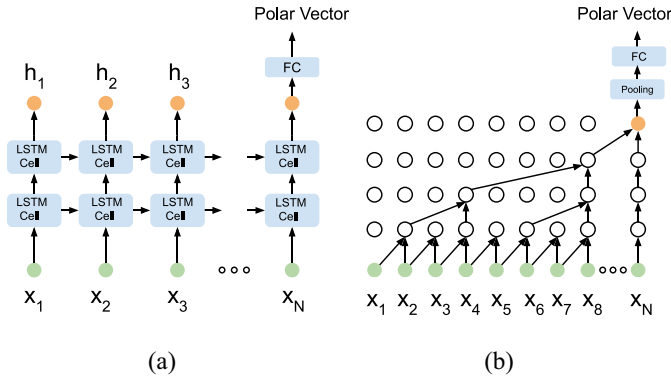 Polar Vector
FC
h1 h2 h3
LSTM Cell LSTM Cell LSTM Cell LSTM Cell
LSTM Cell LSTM Cell LSTM Cell LSTM Cell
x1 x2 x3 xN
(a)
Polar Vector
FC
Pooling
x1 x2 x3 x4 x5 x6 x7 x8 xN
(b)